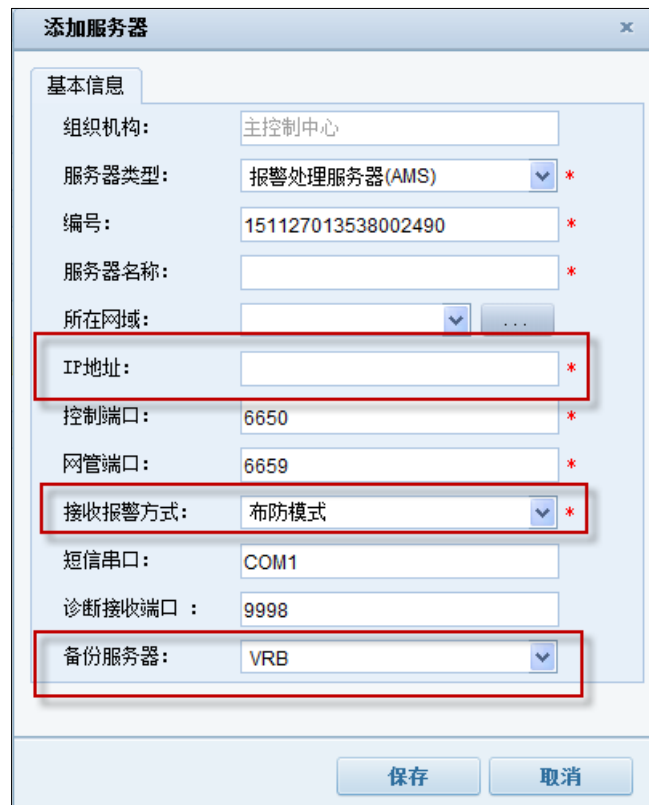 添加服务器 ×
基本信息
组织机构: 主控制中心
服务器类型: 报警处理服务器(AMS) *
编号: 151127013538002490 *
服务器名称: *
所在网域: ...
IP地址: *
控制端口: 6650 *
网管端口: 6659 *
接收报警方式: 布防模式 *
短信串口: COM1
诊断接收端口 : 9998
备份服务器: VRB
保存 取消